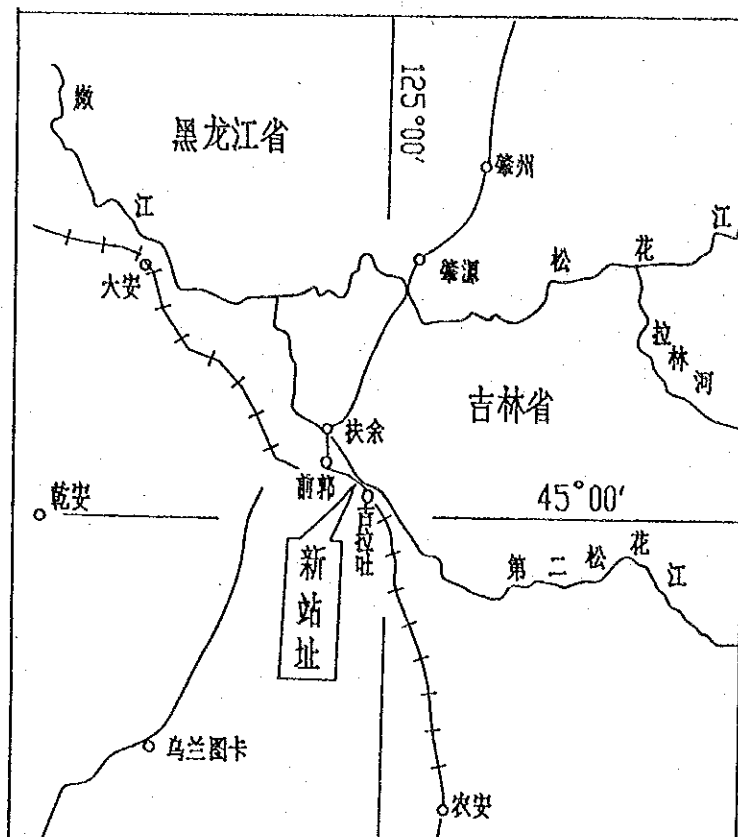 嫩江
黑龙江省
125°00′
肇州
大安
肇源
松花江
拉林河
吉林省
扶余
前郭
乾安
45°00′
古拉吐
新站址
第二松花江
乌兰图卡
农安